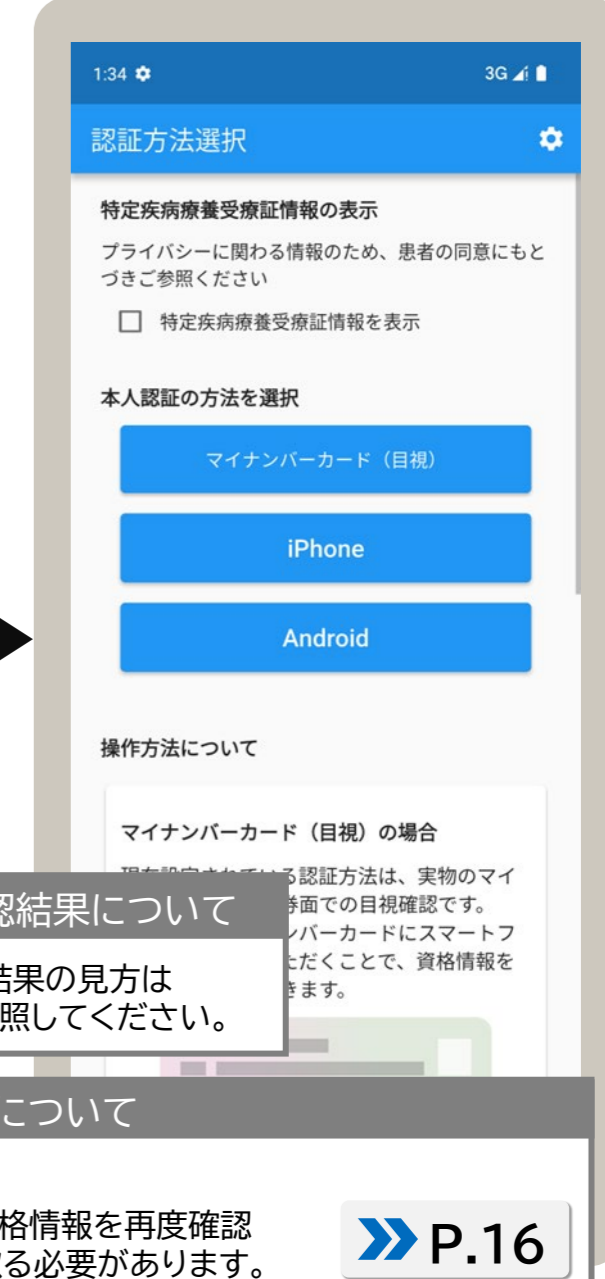 1:34
3G
認証方法選択
特定疾病療養受療証情報の表示
プライバシーに関わる情報のため、患者の同意にもと
づきご参照ください
特定疾病療養受療証情報を表示
本人認証の方法を選択
マイナンバーカード（目視）
iPhone
Android
操作方法について
マイナンバーカード（目視）の場合
る認証方法は、実物のマイ
券面での目視確認です。
ンバーカードにスマートフ
ただくことで、資格情報を
きます。
認結果について
結果の見方は
照してください。
について
格情報を再度確認
る必要があります。
P.16